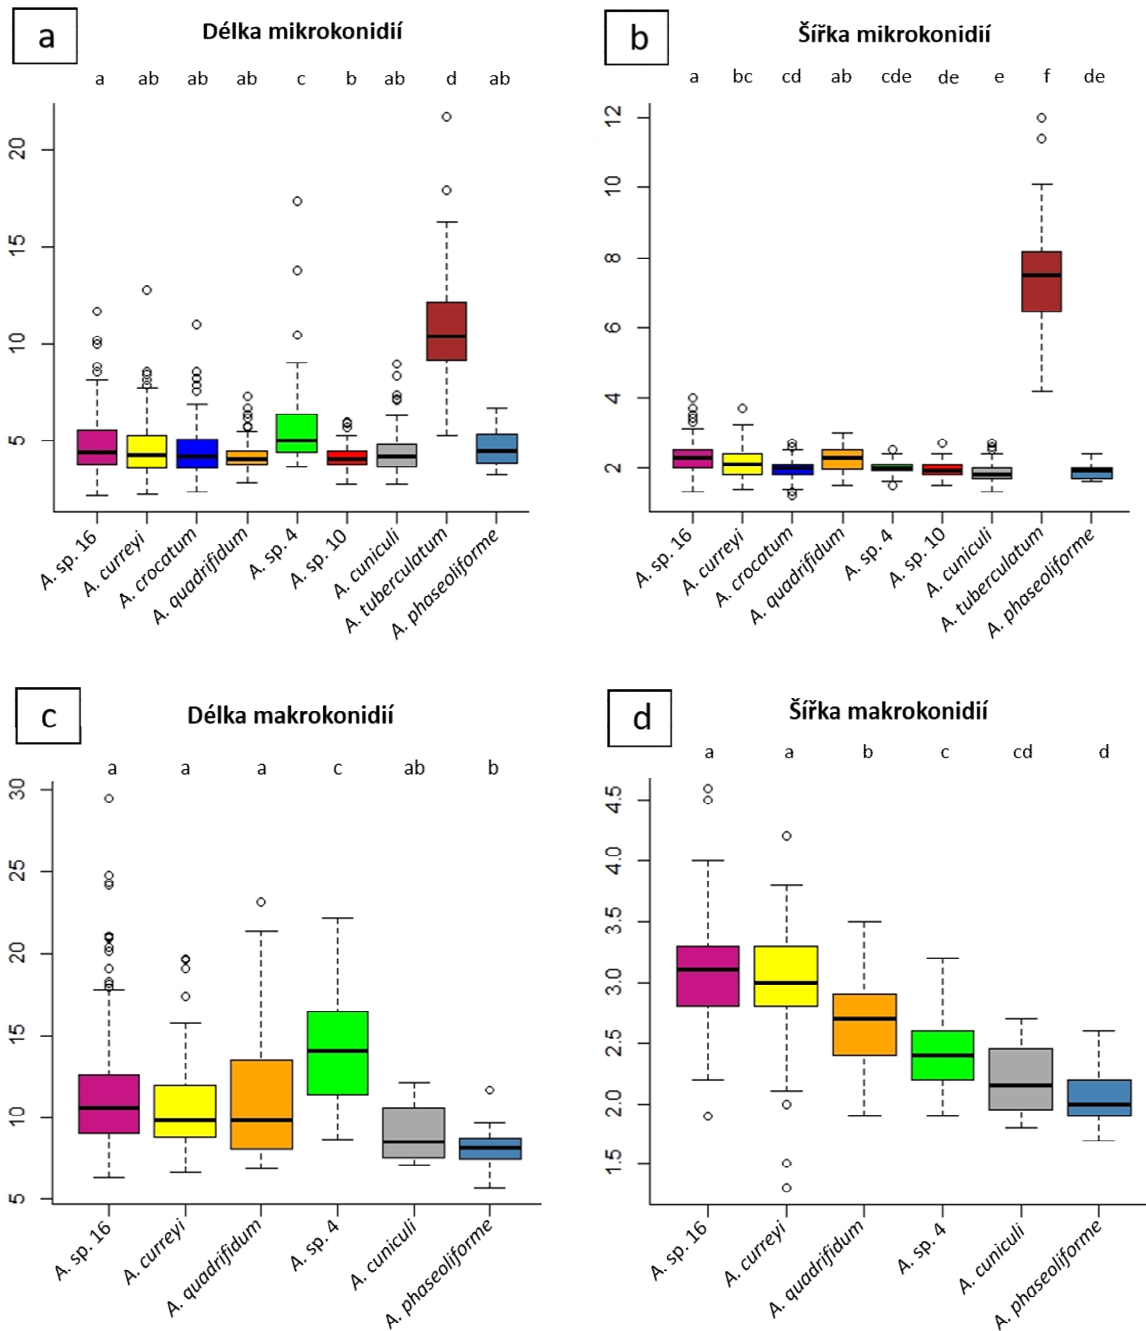 a
Délka mikrokonidií
a ab ab ab c b ab d ab
20
15
10
5
A. sp. 16
A. curreyi
A. crocatum
A. quadrifidum
A. sp. 4
A. sp. 10
A. cuniculi
A. tuberculatum
A. phaseoliforme
b
Šířka mikrokonidií
a bc cd ab cde de e f de
12
10
8
6
4
2
A. sp. 16
A. curreyi
A. crocatum
A. quadrifidum
A. sp. 4
A. sp. 10
A. cuniculi
A. tuberculatum
A. phaseoliforme
c
Délka makrokonidií
a a a c ab b
30
25
20
15
10
5
A. sp. 16
A. curreyi
A. quadrifidum
A. sp. 4
A. cuniculi
A. phaseoliforme
d
Šířka makrokonidií
a a b c cd d
4.5
4.0
3.5
3.0
2.5
2.0
1.5
A. sp. 16
A. curreyi
A. quadrifidum
A. sp. 4
A. cuniculi
A. phaseoliforme